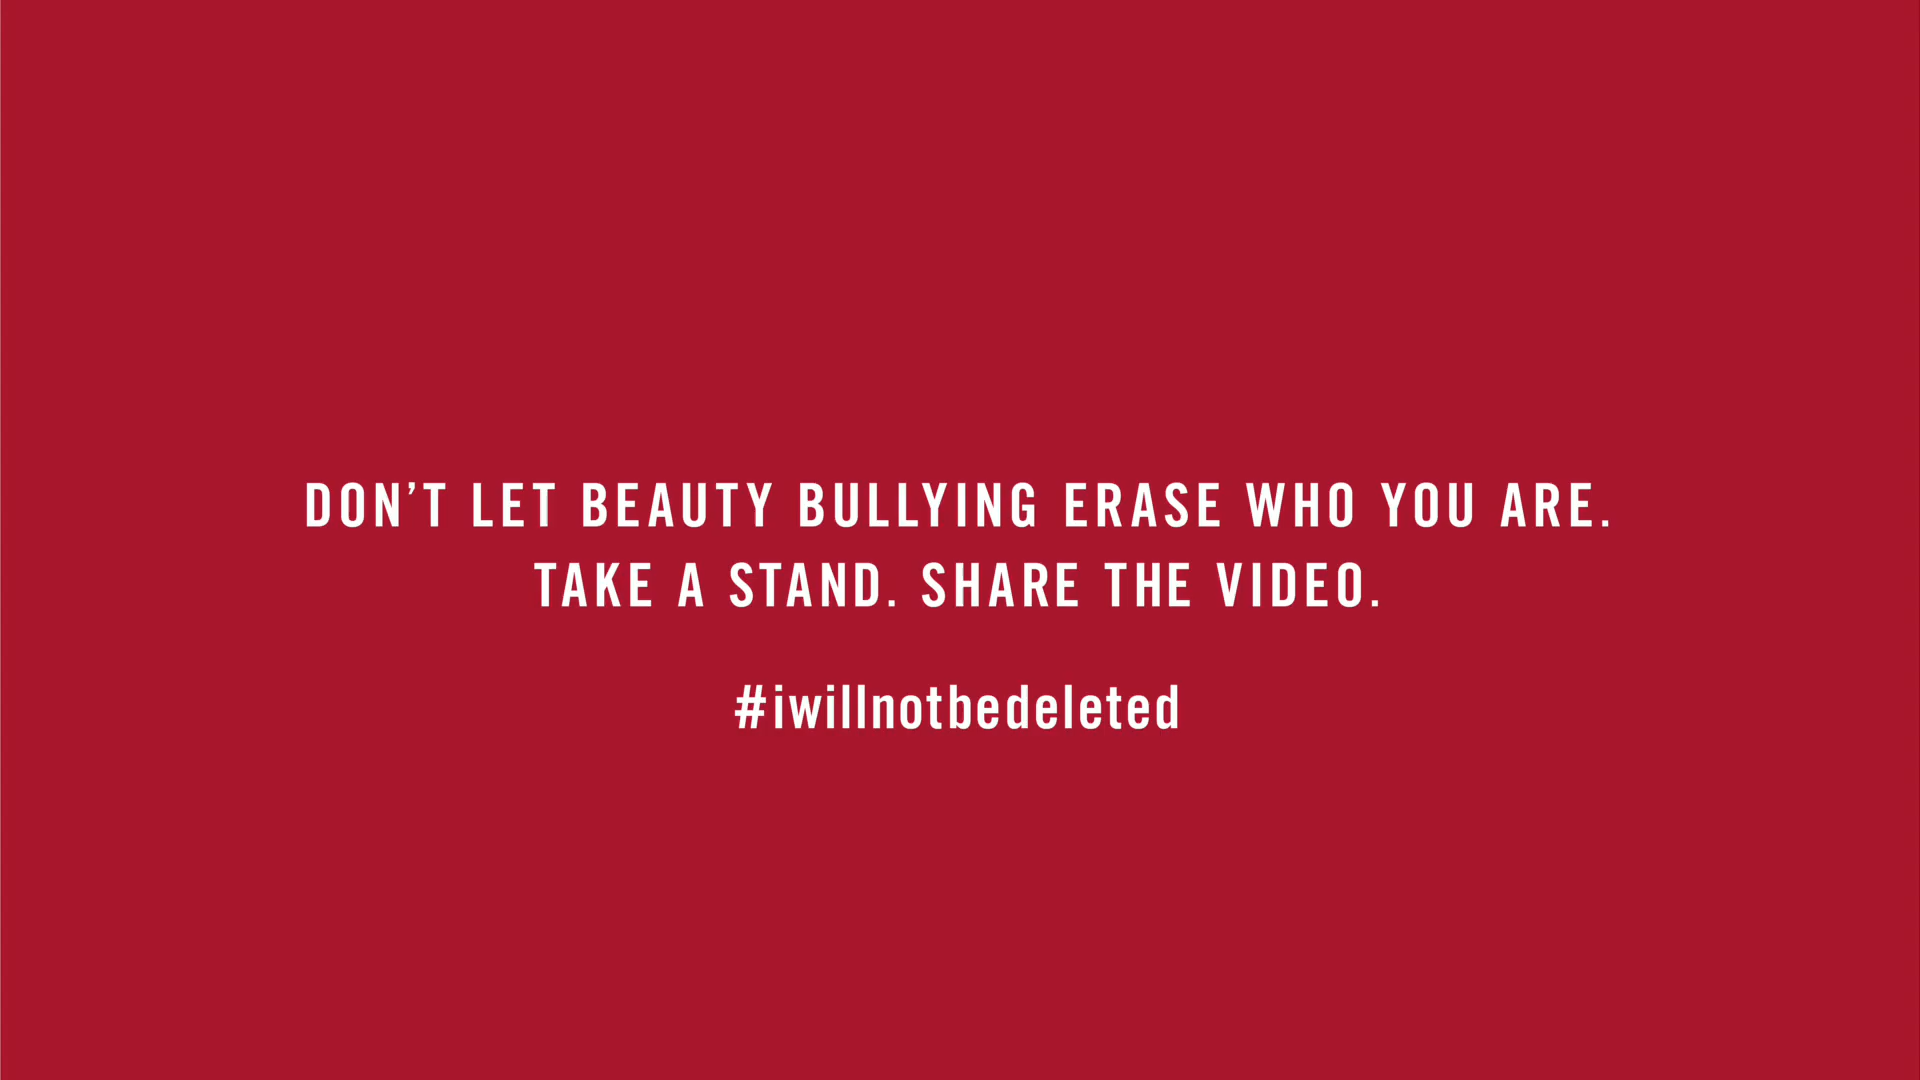 DON’T LET BEAUTY BULLYING ERASE WHO YOU ARE.
TAKE A STAND. SHARE THE VIDEO.
#iwillnotbedeleted